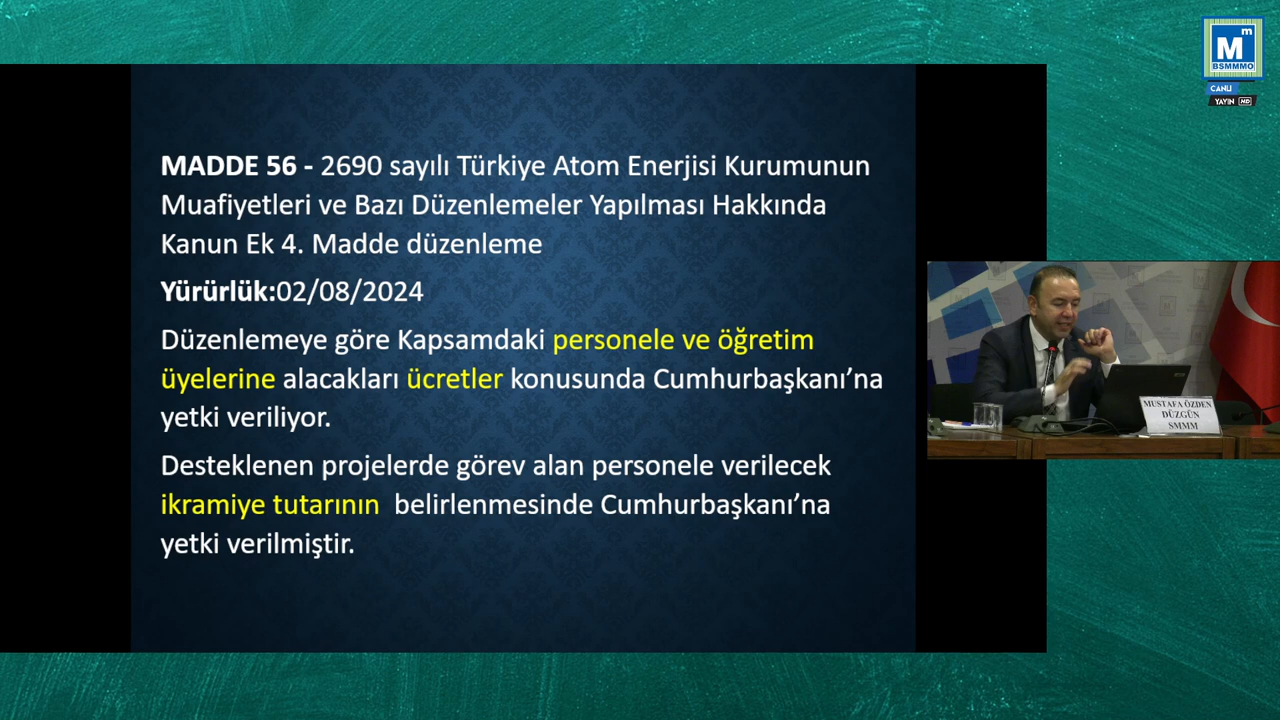 MADDE 56 - 2690 sayılı Türkiye Atom Enerjisi Kurumunun
Muafiyetleri ve Bazı Düzenlemeler Yapılması Hakkında
Kanun Ek 4. Madde düzenleme
Yürürlük:02/08/2024
Düzenlemeye göre Kapsamdaki personele ve öğretim
üyelerine alacakları ücretler konusunda Cumhurbaşkanı’na
yetki veriliyor.
Desteklenen projelerde görev alan personele verilecek
ikramiye tutarının belirlenmesinde Cumhurbaşkanı’na
yetki verilmiştir.
Mm
BSMMMO
CANLI
YAYIN HD
MUSTAFA ÖZDEN
DÜZGÜN
SMMM